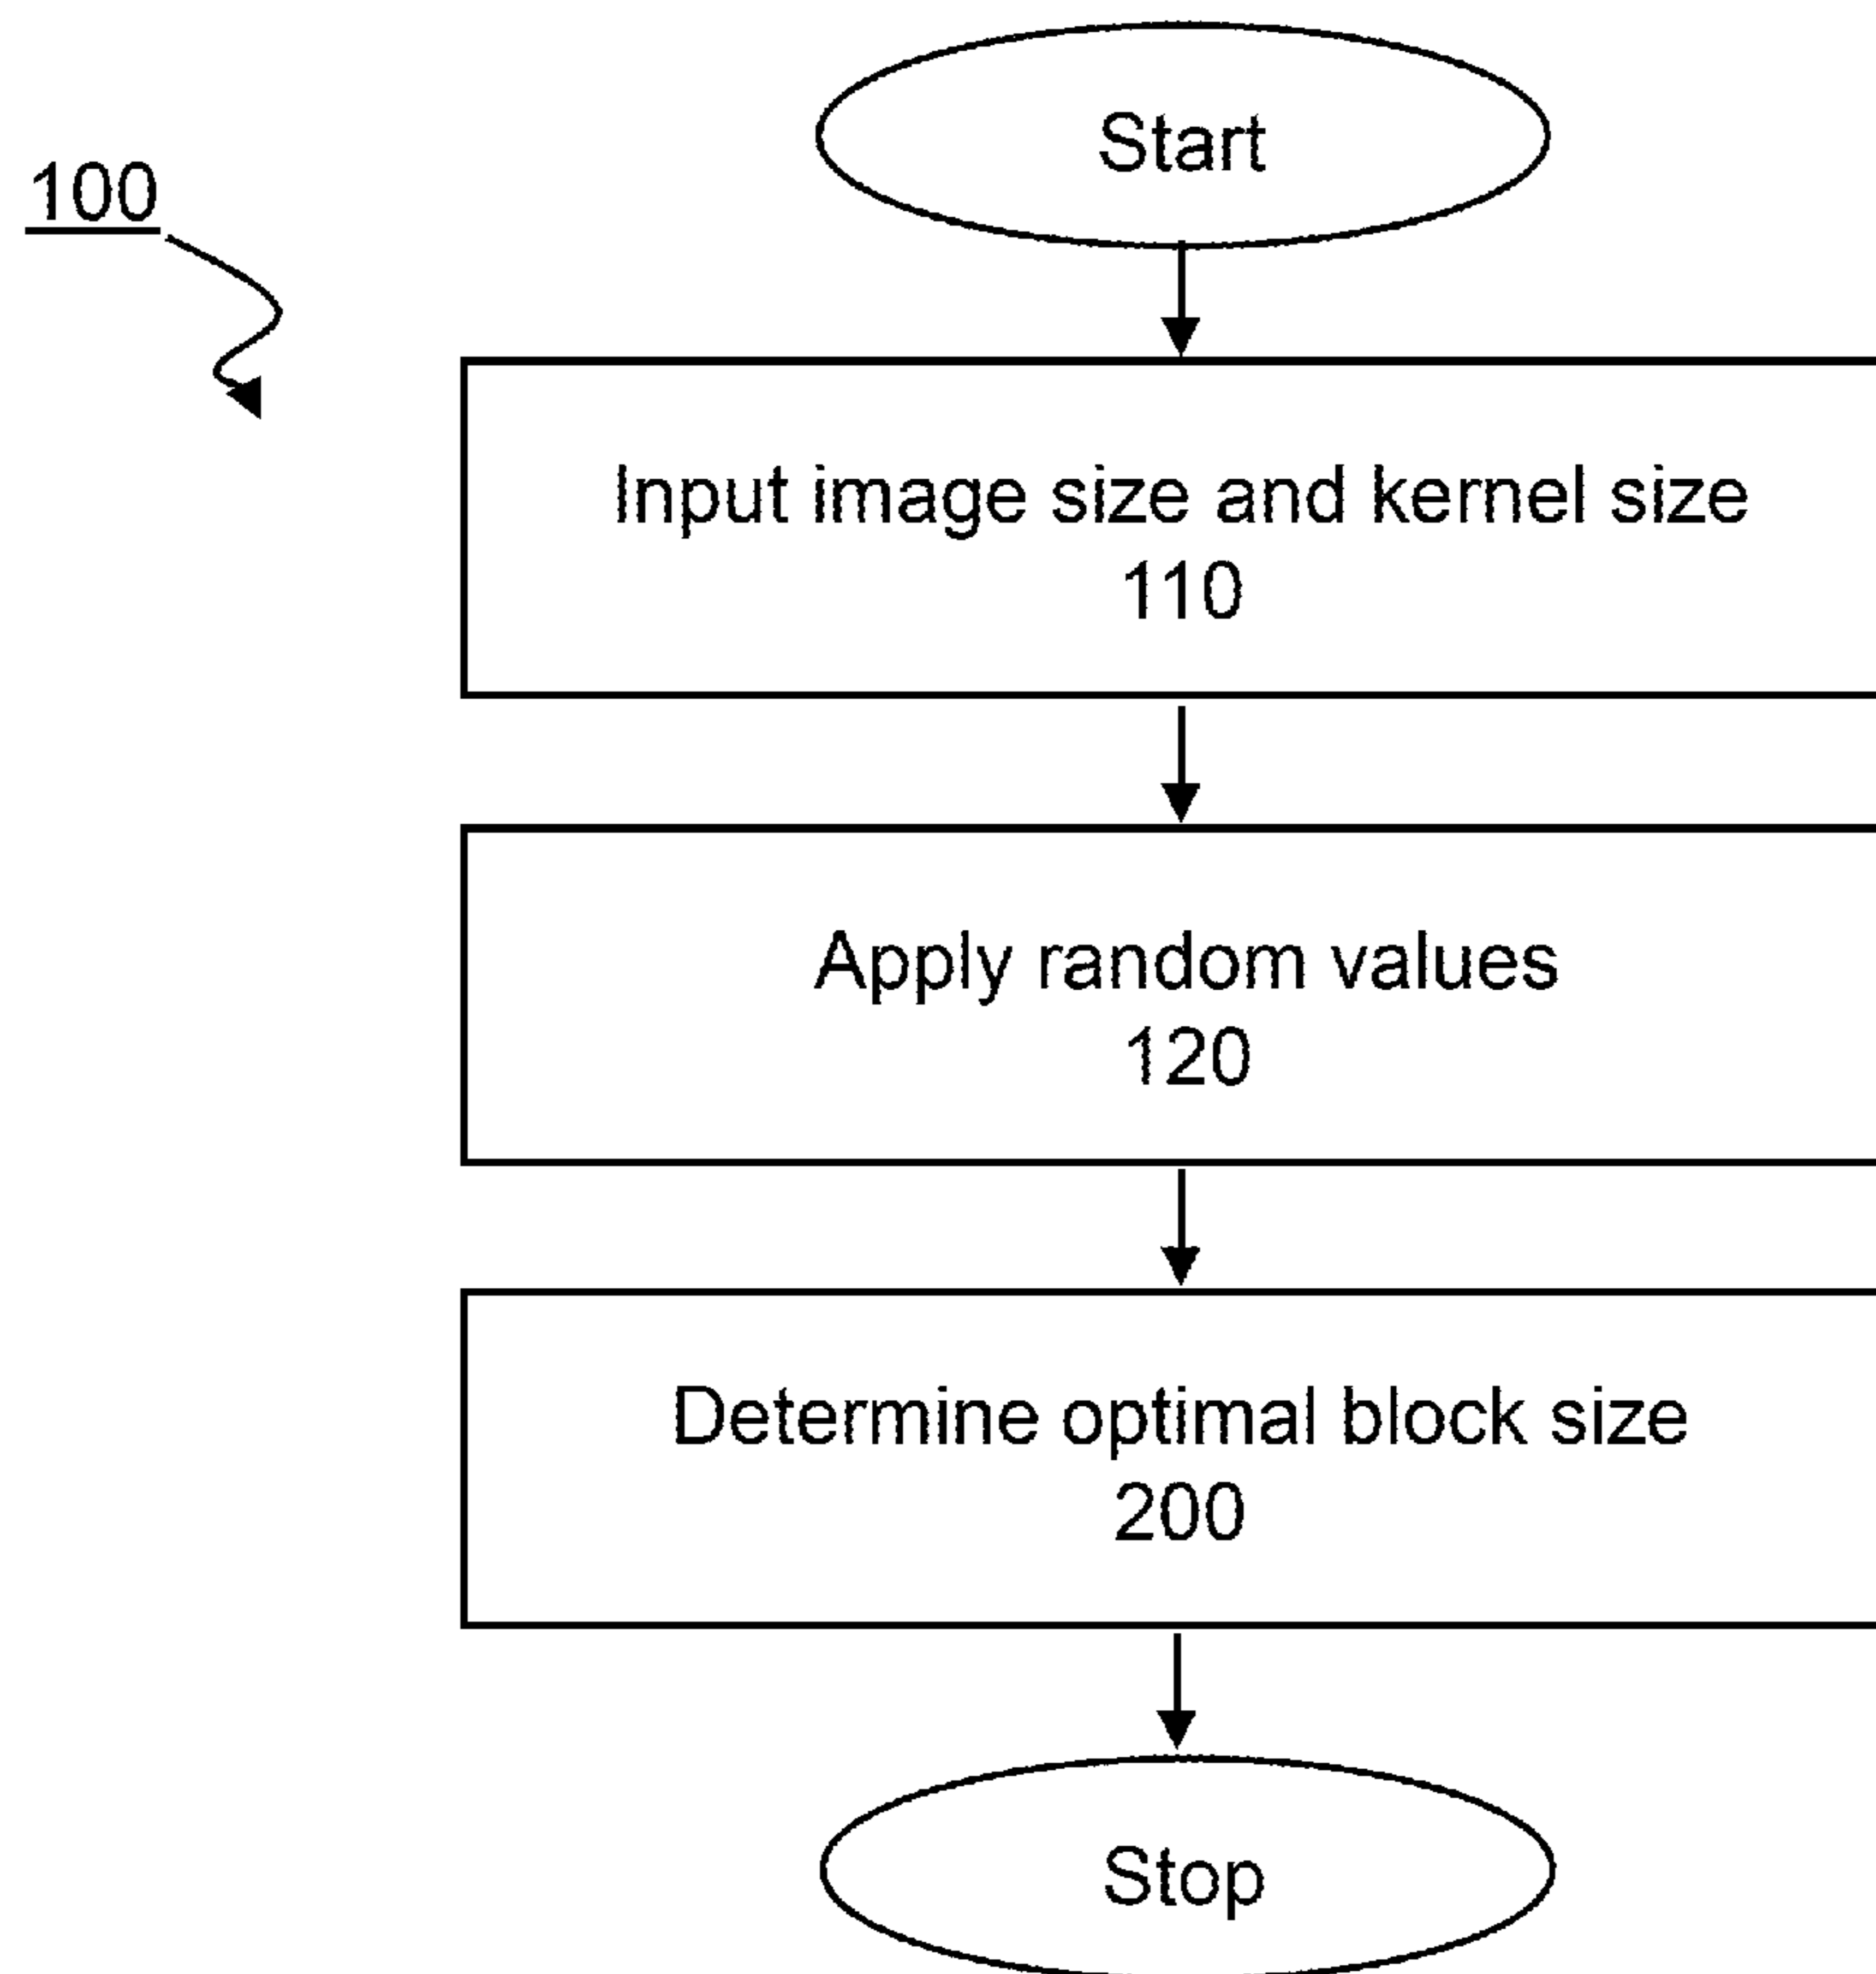 Start
100
Input image size and kernel size
110
Apply random values
120
Determine optimal block size
200
Stop